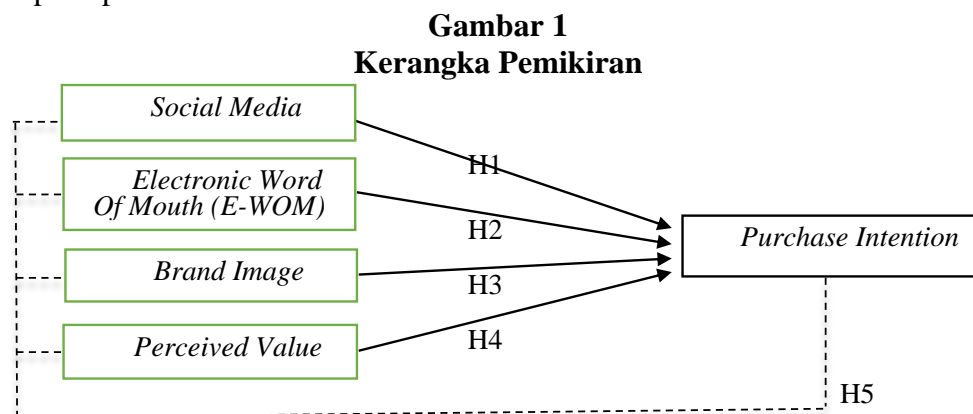 Gambar 1
Kerangka Pemikiran
Social Media
H1
Electronic Word
Of Mouth (E-WOM)
H2
Purchase Intention
Brand Image
H3
Perceived Value
H4
H5